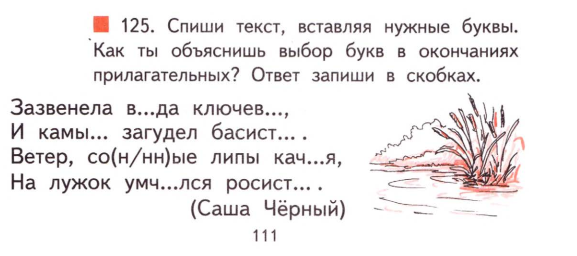 125. Спиши текст, вставляя нужные буквы.
Как ты объяснишь выбор букв в окончаниях
прилагательных? Ответ запиши в скобках.
Зазвенела в...да ключев...,
И камы... загудел басист... .
Ветер, со(н/нн)ые липы кач...я,
На лужок умч...лся росист... .
(Саша Чёрный)
111